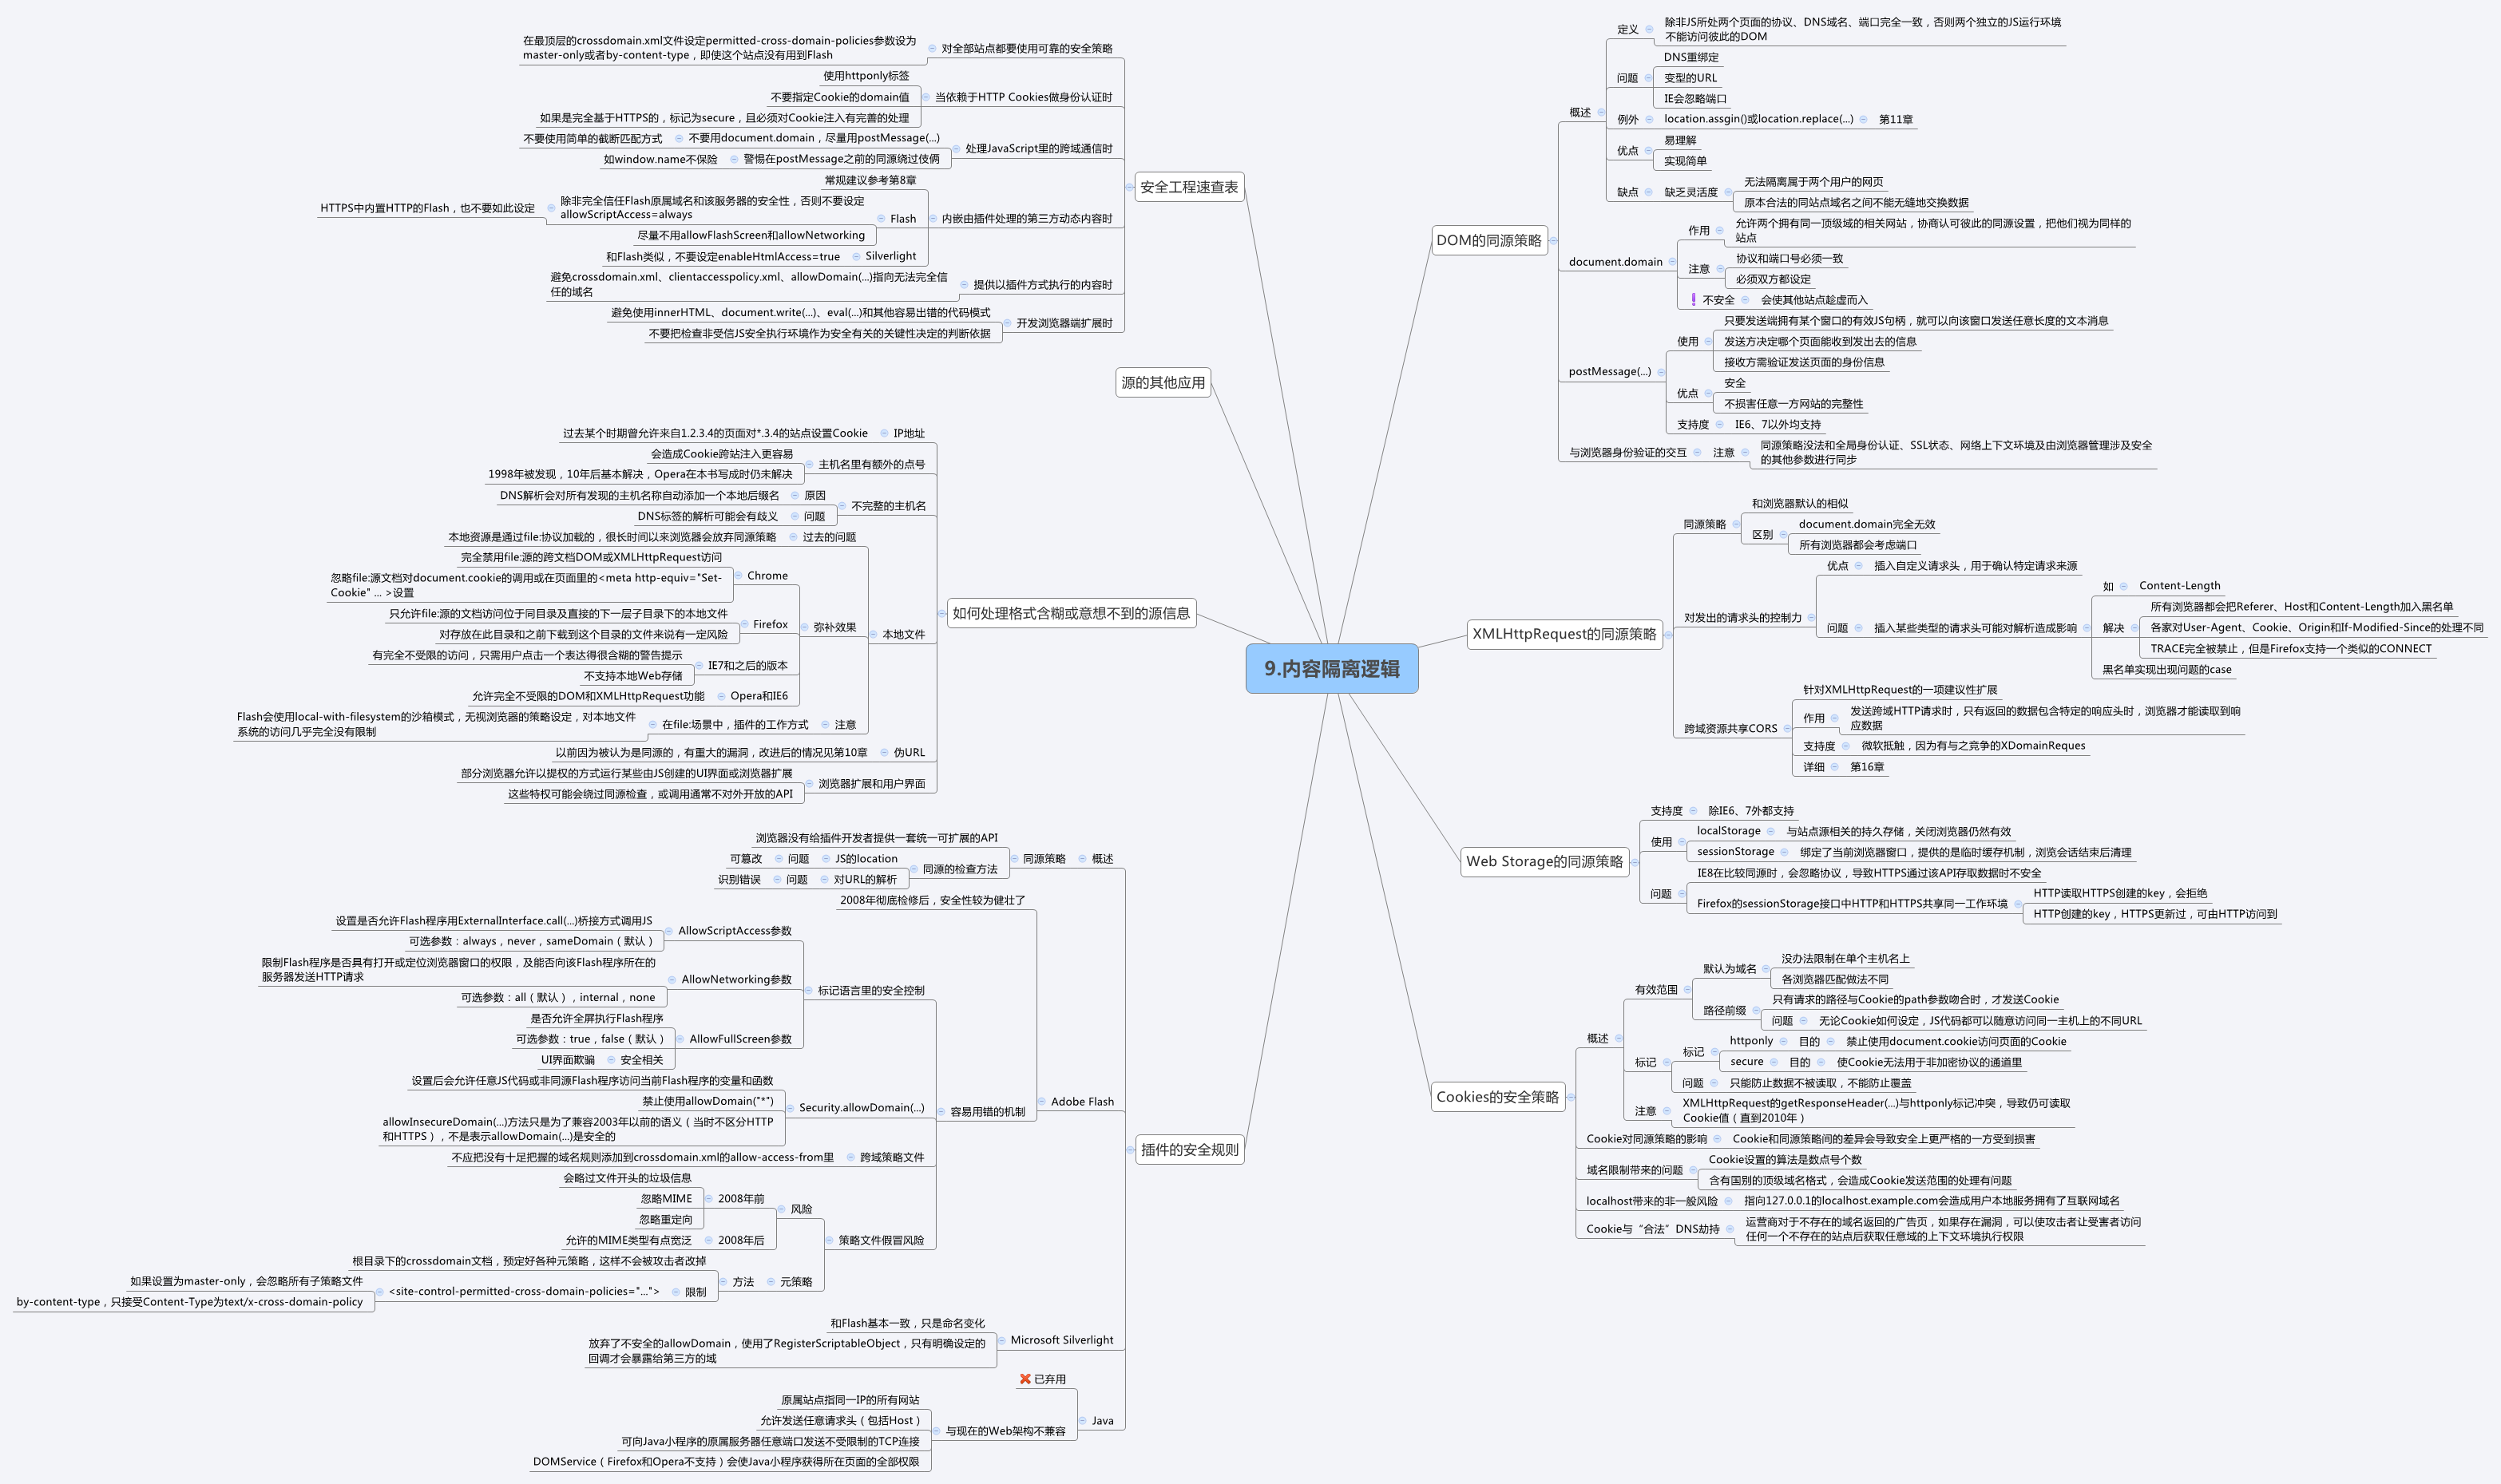 9.内容隔离逻辑
DOM的同源策略
概述
定义
除非JS所处两个页面的协议、DNS域名、端口完全一致，否则两个独立的JS运行环境
不能访问彼此的DOM
问题
DNS重绑定
变型的URL
IE会忽略端口
例外
location.assgin()或location.replace(...)
第11章
优点
易理解
实现简单
缺点
缺乏灵活度
无法隔离属于两个用户的网页
原本合法的同站点域名之间不能无缝地交换数据
document.domain
作用
允许两个拥有同一顶级域的相关网站，协商认可彼此的同源设置，把他们视为同样的
站点
注意
协议和端口号必须一致
必须双方都设定
不安全
会使其他站点趁虚而入
postMessage(...)
使用
只要发送端拥有某个窗口的有效JS句柄，就可以向该窗口发送任意长度的文本消息
发送方决定哪个页面能收到发出去的信息
接收方需验证发送页面的身份信息
优点
安全
不损害任意一方网站的完整性
支持度
IE6、7以外均支持
与浏览器身份验证的交互
注意
同源策略没法和全局身份认证、SSL状态、网络上下文环境及由浏览器管理涉及安全
的其他参数进行同步
XMLHttpRequest的同源策略
同源策略
和浏览器默认的相似
区别
document.domain完全无效
所有浏览器都会考虑端口
对发出的请求头的控制力
优点
插入自定义请求头，用于确认特定请求来源
问题
插入某些类型的请求头可能对解析造成影响
如
Content-Length
解决
所有浏览器都会把Referer、Host和Content-Length加入黑名单
各家对User-Agent、Cookie、Origin和If-Modified-Since的处理不同
TRACE完全被禁止，但是Firefox支持一个类似的CONNECT
黑名单实现出现问题的case
跨域资源共享CORS
针对XMLHttpRequest的一项建议性扩展
作用
发送跨域HTTP请求时，只有返回的数据包含特定的响应头时，浏览器才能读取到响
应数据
支持度
微软抵触，因为有与之竞争的XDomainReques
详细
第16章
Web Storage的同源策略
支持度
除IE6、7外都支持
使用
localStorage
与站点源相关的持久存储，关闭浏览器仍然有效
sessionStorage
绑定了当前浏览器窗口，提供的是临时缓存机制，浏览会话结束后清理
问题
IE8在比较同源时，会忽略协议，导致HTTPS通过该API存取数据时不安全
Firefox的sessionStorage接口中HTTP和HTTPS共享同一工作环境
HTTP读取HTTPS创建的key，会拒绝
HTTP创建的key，HTTPS更新过，可由HTTP访问到
Cookies的安全策略
概述
有效范围
默认为域名
没办法限制在单个主机名上
各浏览器匹配做法不同
路径前缀
只有请求的路径与Cookie的path参数吻合时，才发送Cookie
问题
无论Cookie如何设定，JS代码都可以随意访问同一主机上的不同URL
标记
标记
httponly
目的
禁止使用document.cookie访问页面的Cookie
secure
目的
使Cookie无法用于非加密协议的通道里
问题
只能防止数据不被读取，不能防止覆盖
注意
XMLHttpRequest的getResponseHeader(...)与httponly标记冲突，导致仍可读取
Cookie值（直到2010年）
Cookie对同源策略的影响
Cookie和同源策略间的差异会导致安全上更严格的一方受到损害
域名限制带来的问题
Cookie设置的算法是数点号个数
含有国别的顶级域名格式，会造成Cookie发送范围的处理有问题
localhost带来的非一般风险
指向127.0.0.1的localhost.example.com会造成用户本地服务拥有了互联网域名
Cookie与“合法”DNS劫持
运营商对于不存在的域名返回的广告页，如果存在漏洞，可以使攻击者让受害者访问
任何一个不存在的站点后获取任意域的上下文环境执行权限
安全工程速查表
对全部站点都要使用可靠的安全策略
在最顶层的crossdomain.xml文件设定permitted-cross-domain-policies参数设为
master-only或者by-content-type，即使这个站点没有用到Flash
当依赖于HTTP Cookies做身份认证时
使用httponly标签
不要指定Cookie的domain值
如果是完全基于HTTPS的，标记为secure，且必须对Cookie注入有完善的处理
处理JavaScript里的跨域通信时
不要用document.domain，尽量用postMessage(...)
不要使用简单的截断匹配方式
警惕在postMessage之前的同源绕过伎俩
如window.name不保险
内嵌由插件处理的第三方动态内容时
常规建议参考第8章
Flash
除非完全信任Flash原属域名和该服务器的安全性，否则不要设定
allowScriptAccess=always
HTTPS中内置HTTP的Flash，也不要如此设定
尽量不用allowFlashScreen和allowNetworking
Silverlight
和Flash类似，不要设定enableHtmlAccess=true
提供以插件方式执行的内容时
避免crossdomain.xml、clientaccesspolicy.xml、allowDomain(...)指向无法完全信
任的域名
开发浏览器端扩展时
避免使用innerHTML、document.write(...)、eval(...)和其他容易出错的代码模式
不要把检查非受信JS安全执行环境作为安全有关的关键性决定的判断依据
源的其他应用
如何处理格式含糊或意想不到的源信息
IP地址
过去某个时期曾允许来自1.2.3.4的页面对*.3.4的站点设置Cookie
主机名里有额外的点号
会造成Cookie跨站注入更容易
1998年被发现，10年后基本解决，Opera在本书写成时仍未解决
不完整的主机名
原因
DNS解析会对所有发现的主机名称自动添加一个本地后缀名
问题
DNS标签的解析可能会有歧义
本地文件
过去的问题
本地资源是通过file:协议加载的，很长时间以来浏览器会放弃同源策略
弥补效果
Chrome
完全禁用file:源的跨文档DOM或XMLHttpRequest访问
忽略file:源文档对document.cookie的调用或在页面里的<meta http-equiv="Set-
Cookie" ... >设置
Firefox
只允许file:源的文档访问位于同目录及直接的下一层子目录下的本地文件
对存放在此目录和之前下载到这个目录的文件来说有一定风险
IE7和之后的版本
有完全不受限的访问，只需用户点击一个表达得很含糊的警告提示
不支持本地Web存储
Opera和IE6
允许完全不受限的DOM和XMLHttpRequest功能
注意
在file:场景中，插件的工作方式
Flash会使用local-with-filesystem的沙箱模式，无视浏览器的策略设定，对本地文件
系统的访问几乎完全没有限制
伪URL
以前因为被认为是同源的，有重大的漏洞，改进后的情况见第10章
浏览器扩展和用户界面
部分浏览器允许以提权的方式运行某些由JS创建的UI界面或浏览器扩展
这些特权可能会绕过同源检查，或调用通常不对外开放的API
插件的安全规则
概述
同源策略
浏览器没有给插件开发者提供一套统一可扩展的API
同源的检查方法
JS的location
问题
可篡改
对URL的解析
问题
识别错误
Adobe Flash
2008年彻底检修后，安全性较为健壮了
容易用错的机制
标记语言里的安全控制
AllowScriptAccess参数
设置是否允许Flash程序用ExternalInterface.call(...)桥接方式调用JS
可选参数：always，never，sameDomain（默认）
AllowNetworking参数
限制Flash程序是否具有打开或定位浏览器窗口的权限，及能否向该Flash程序所在的
服务器发送HTTP请求
可选参数：all（默认），internal，none
AllowFullScreen参数
是否允许全屏执行Flash程序
可选参数：true，false（默认）
安全相关
UI界面欺骗
Security.allowDomain(...)
设置后会允许任意JS代码或非同源Flash程序访问当前Flash程序的变量和函数
禁止使用allowDomain("*")
allowInsecureDomain(...)方法只是为了兼容2003年以前的语义（当时不区分HTTP
和HTTPS），不是表示allowDomain(...)是安全的
跨域策略文件
不应把没有十足把握的域名规则添加到crossdomain.xml的allow-access-from里
策略文件假冒风险
风险
2008年前
会略过文件开头的垃圾信息
忽略MIME
忽略重定向
2008年后
允许的MIME类型有点宽泛
元策略
方法
根目录下的crossdomain文档，预定好各种元策略，这样不会被攻击者改掉
限制
<site-control-permitted-cross-domain-policies="...">
如果设置为master-only，会忽略所有子策略文件
by-content-type，只接受Content-Type为text/x-cross-domain-policy
Microsoft Silverlight
和Flash基本一致，只是命名变化
放弃了不安全的allowDomain，使用了RegisterScriptableObject，只有明确设定的
回调才会暴露给第三方的域
Java
已弃用
与现在的Web架构不兼容
原属站点指同一IP的所有网站
允许发送任意请求头（包括Host）
可向Java小程序的原属服务器任意端口发送不受限制的TCP连接
DOMService（Firefox和Opera不支持）会使Java小程序获得所在页面的全部权限